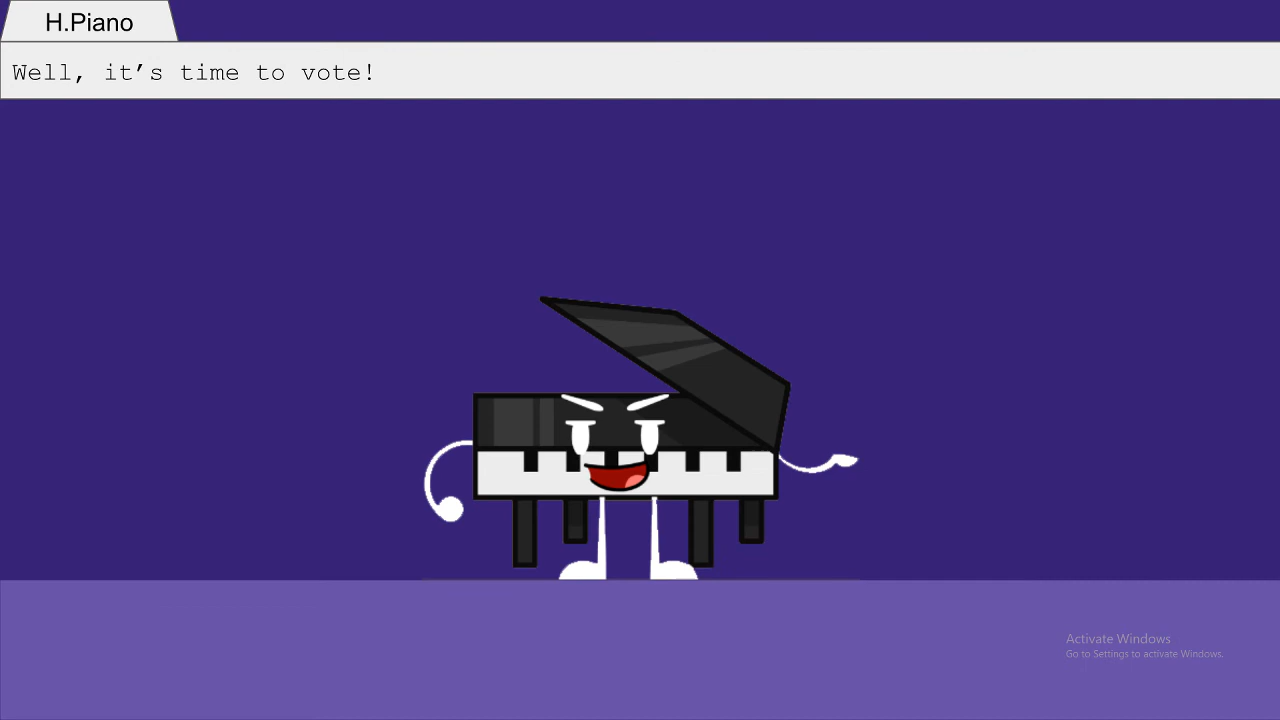 H.Piano
Well, it’s time to vote!
Activate Windows
Go to Settings to activate Windows.